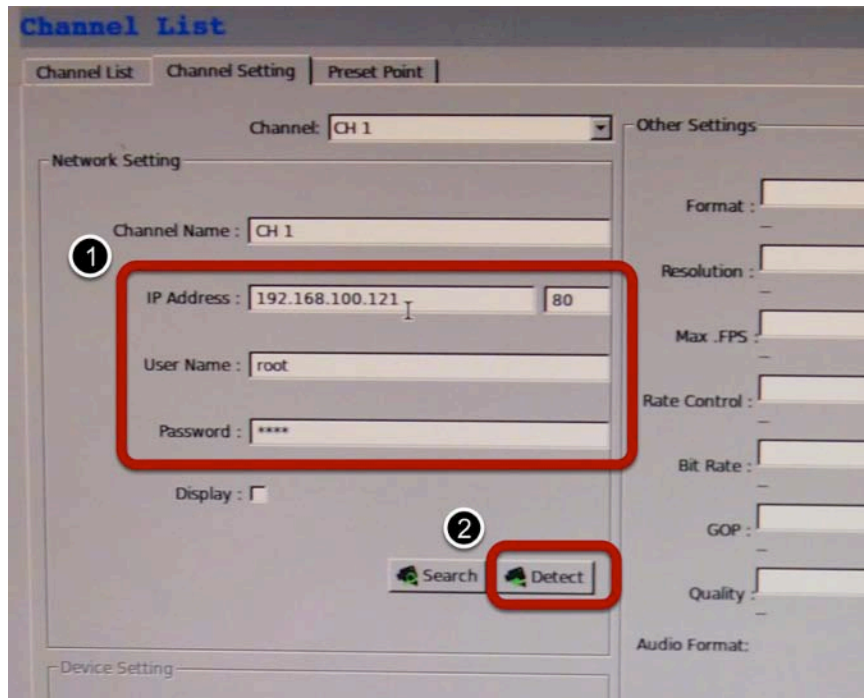 Channel List
Channel List
Channel Setting
Preset Point
Channel: CH 1
Other Settings
Network Setting
Channel Name : CH 1
1
IP Address : 192.168.100.121 80
User Name : root
Password : ****
Display :
2
Search
Detect
Format :
Resolution :
Max .FPS :
Rate Control :
Bit Rate :
GOP :
Quality :
Audio Format:
Device Setting